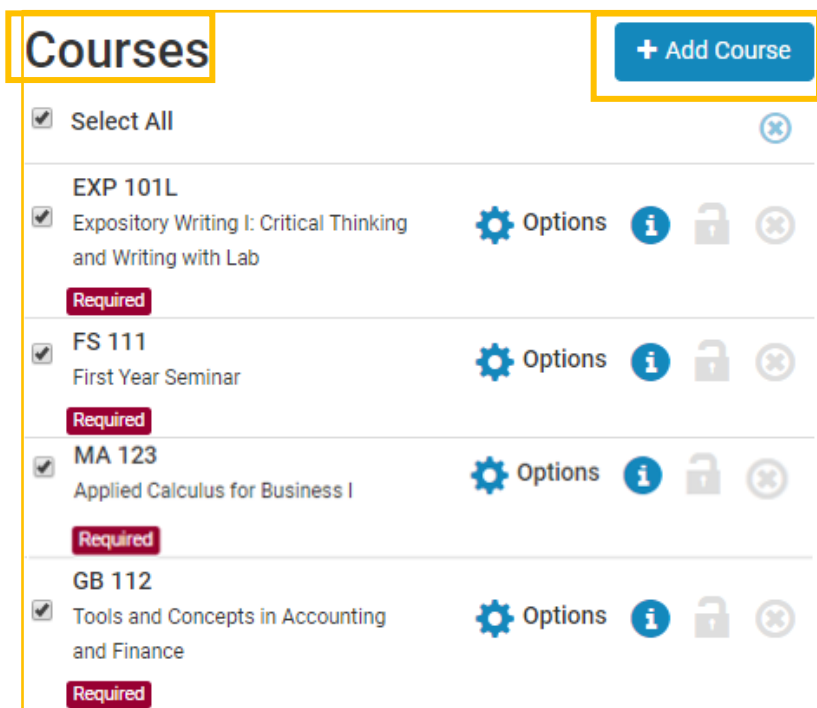 Courses
+ Add Course
Select All
EXP 101L
Expository Writing I: Critical Thinking
and Writing with Lab
Options
Required
FS 111
First Year Seminar
Options
Required
MA 123
Applied Calculus for Business I
Options
Required
GB 112
Tools and Concepts in Accounting
and Finance
Options
Required